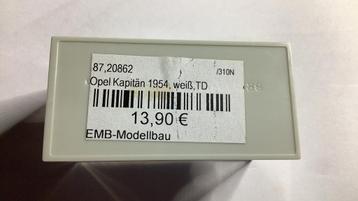 87,20862 /310N
Opel Kapitän 1954, weiß,TD
13,90 €
EMB-Modellbau